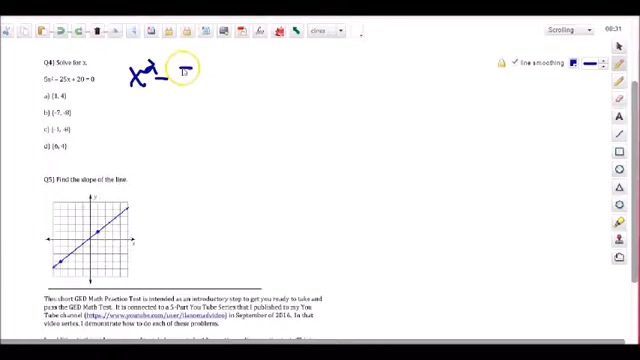 Scrolling
00:31
dires
line smoothing
Q4) Solve for x. x² –
5x² – 25x + 20 = 0
a) {1, 4}
b) {-7, -8}
c) {-1, -8}
d) {6, 4}
Q5) Find the slope of the line.
y
x
This short GED Math Practice Test is intended as an introductory step to get you ready to take and
pass the GED Math Test. It is connected to a 5-Part You Tube Series that I published to my You
Tube channel
in September of 2016. In that
video series, I demonstrate how to do each of these problems.